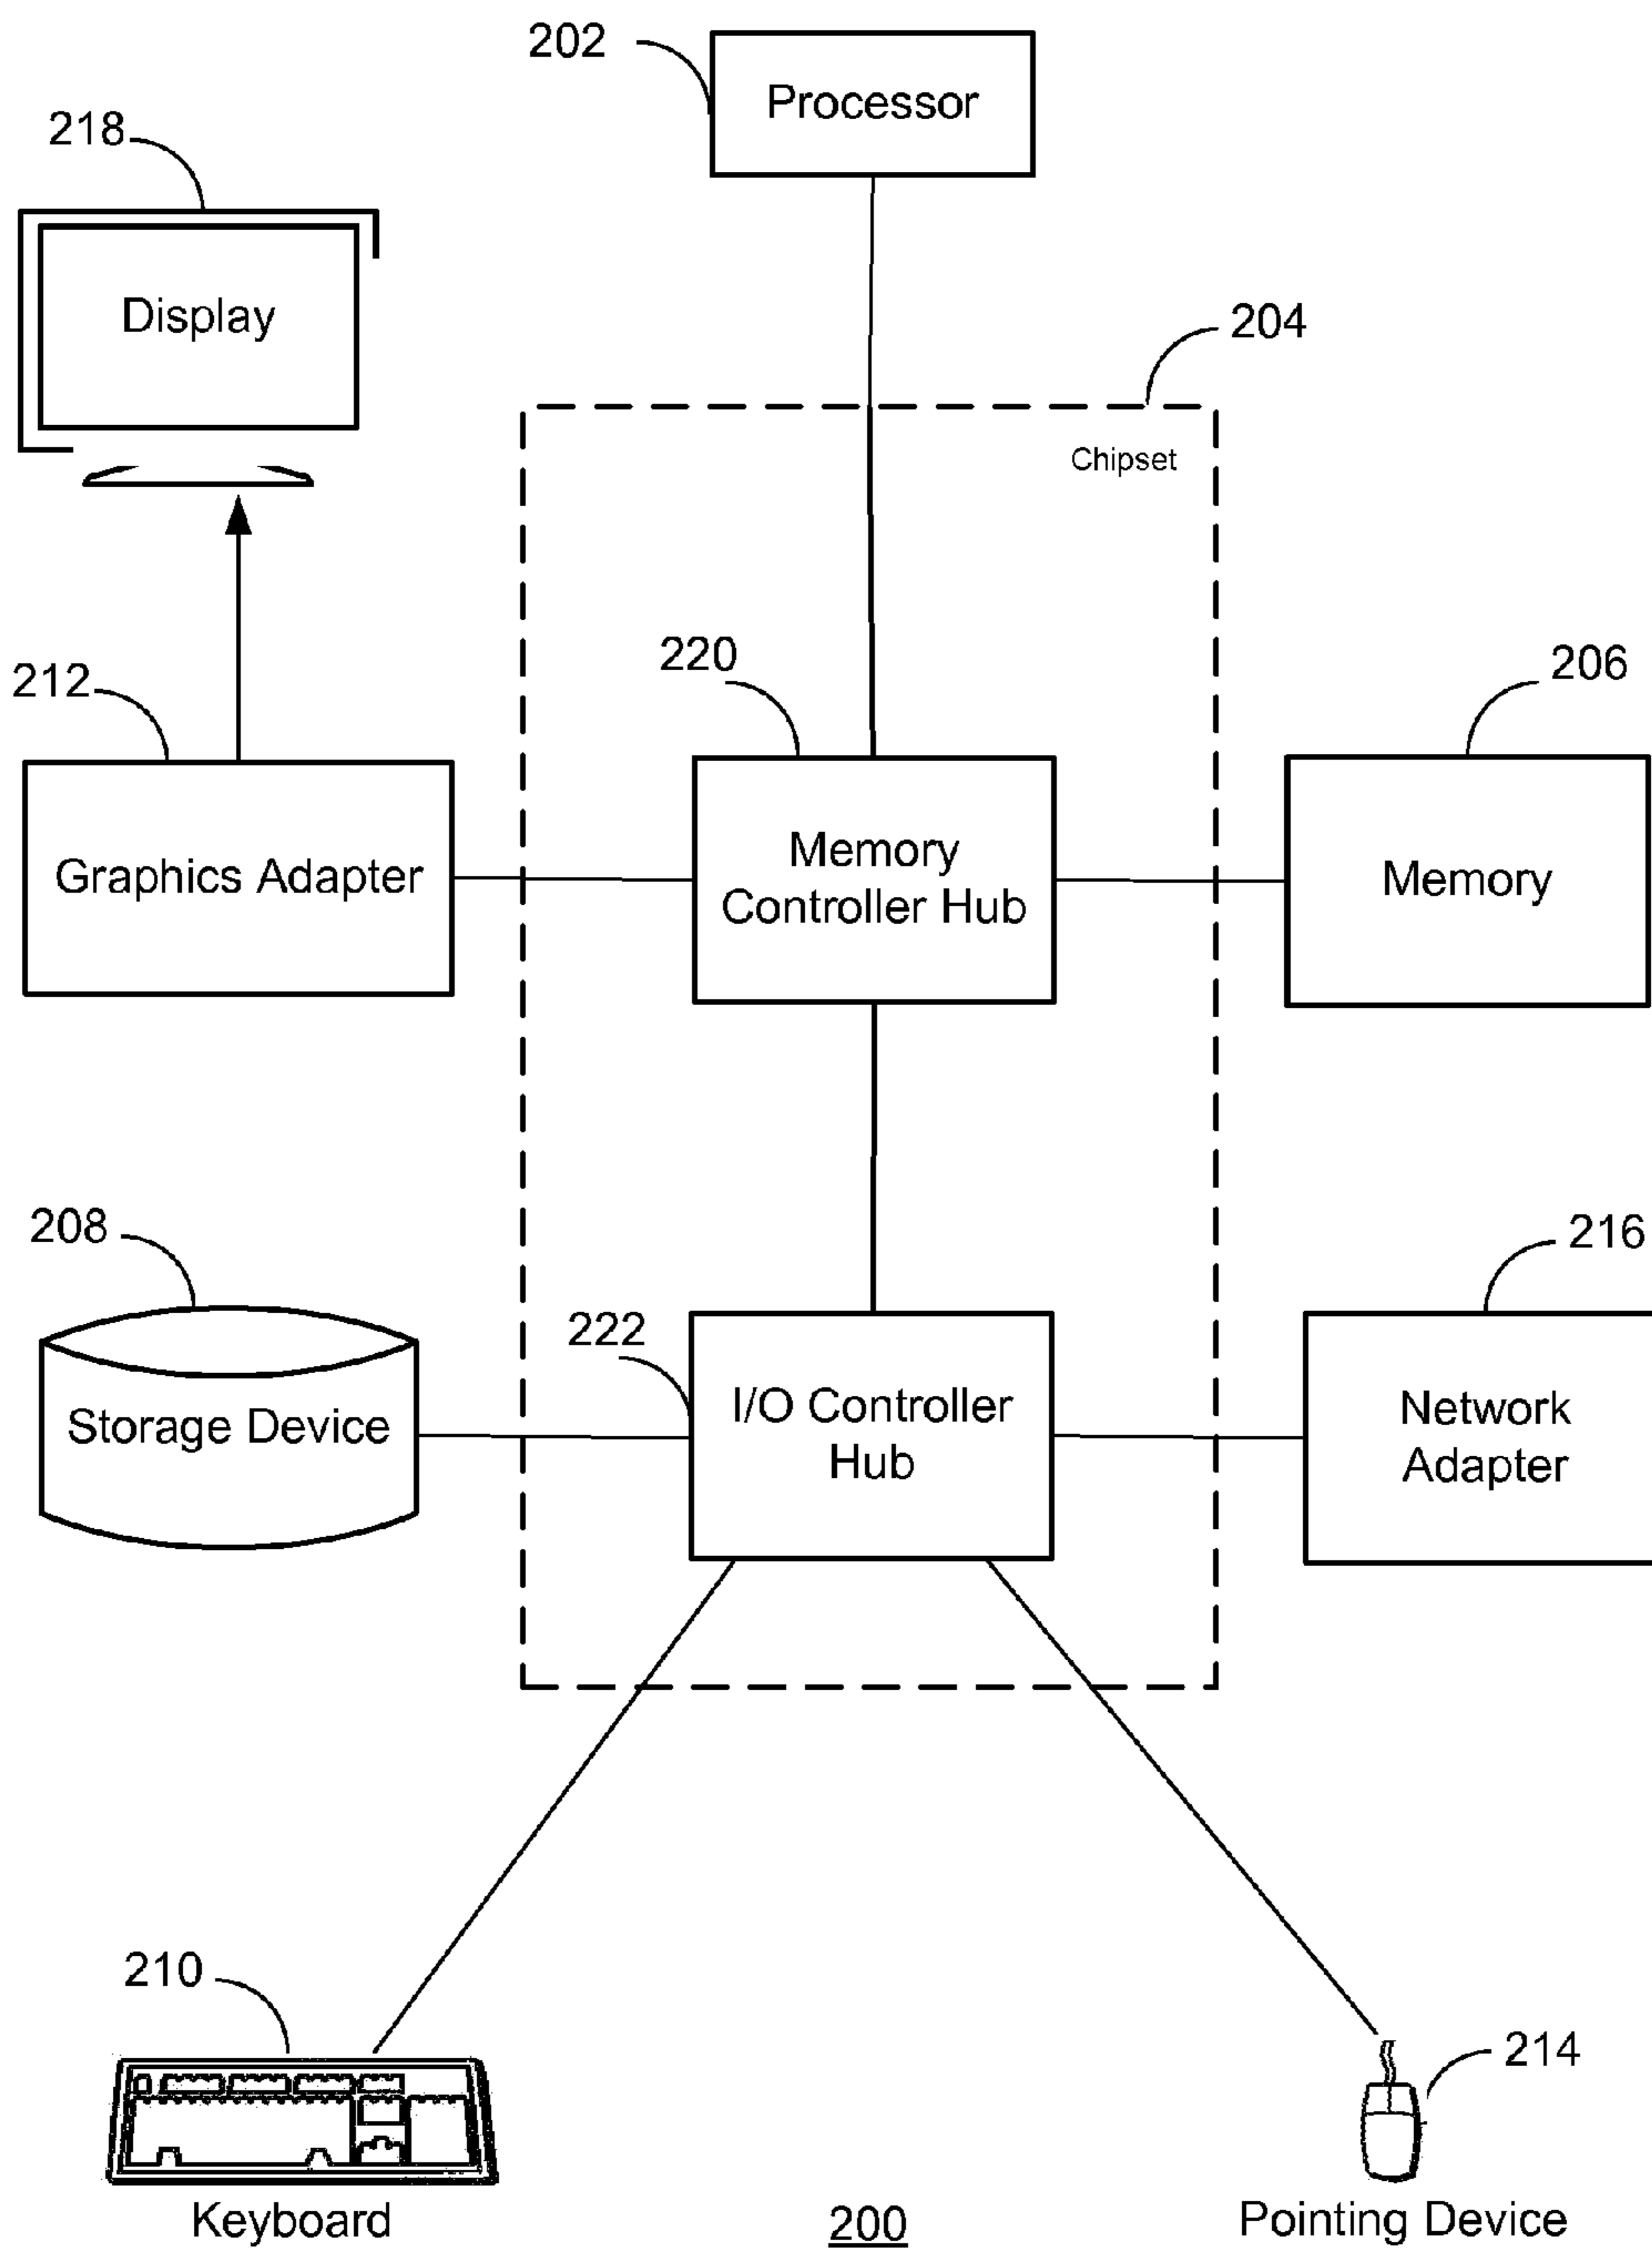 202
Processor
218
Display
204
Chipset
212
220
206
Graphics Adapter
Memory
Controller Hub
Memory
208
222
216
Storage Device
I/O Controller
Hub
Network
Adapter
210
214
Keyboard
200
Pointing Device